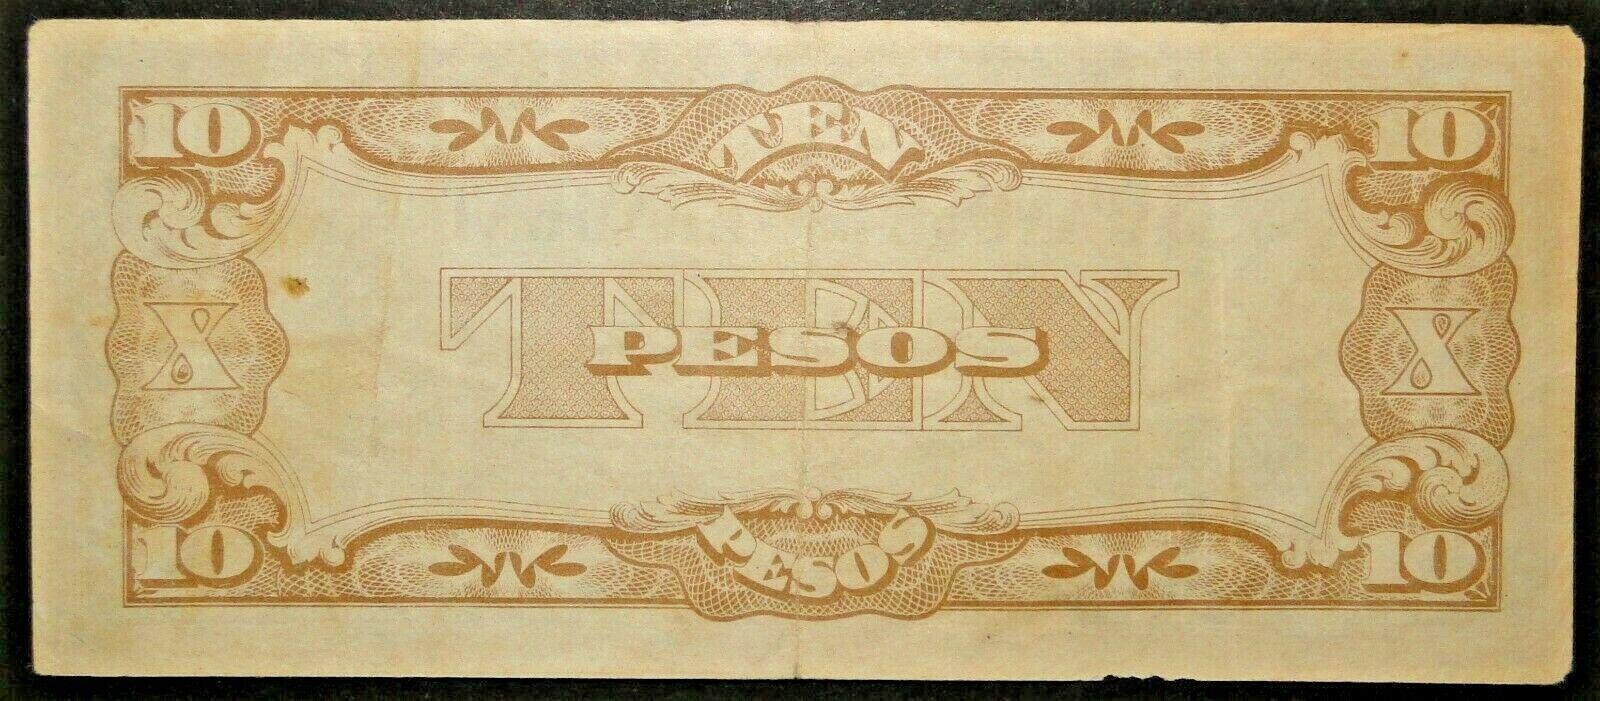 10 TEN 10
X X
TEN
PESOS
10 PESOS 10